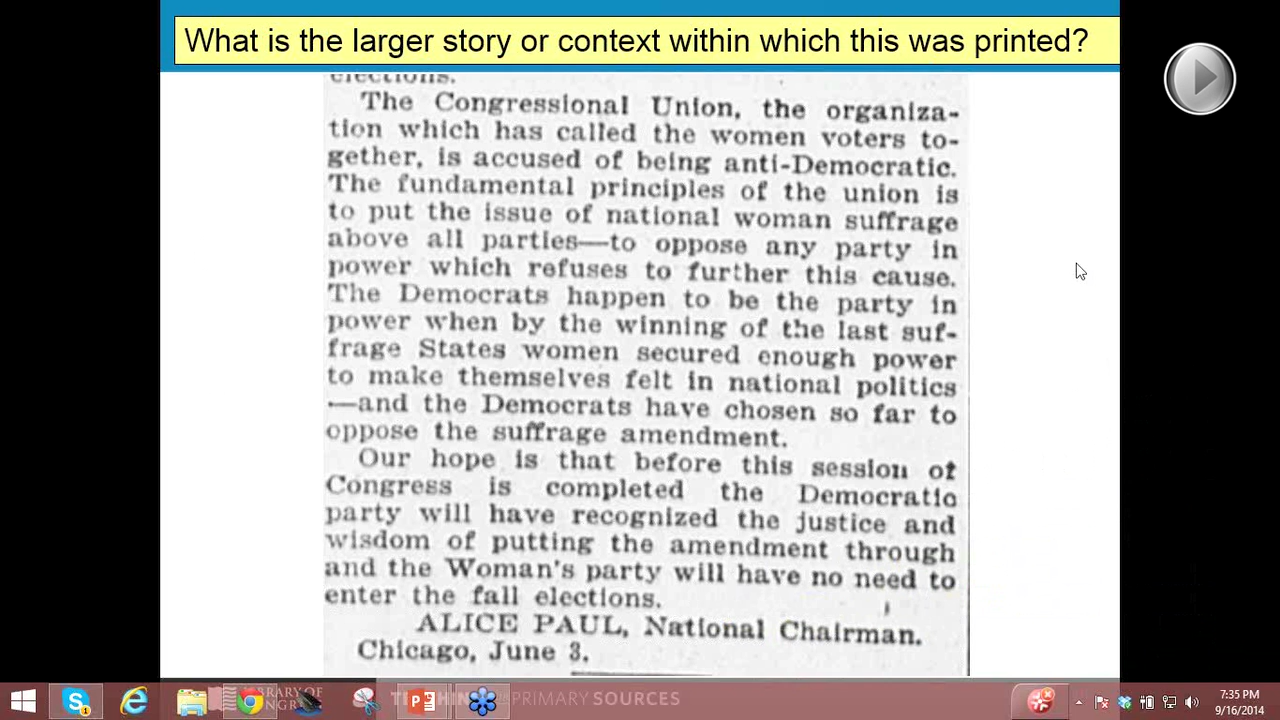 What is the larger story or context within which this was printed?
elections.
The Congressional Union, the organiza-
tion which has called the women voters to-
gether, is accused of being anti-Democratic.
The fundamental principles of the union is
to put the issue of national woman suffrage
above all parties—to oppose any party in
power which refuses to further this cause.
The Democrats happen to be the party in
power when by the winning of the last suf-
frage States women secured enough power
to make themselves felt in national politics
—and the Democrats have chosen so far to
oppose the suffrage amendment.
Our hope is that before this session of
Congress is completed the Democratic
party will have recognized the justice and
wisdom of putting the amendment through
and the Woman's party will have no need to
enter the fall elections.
ALICE PAUL, National Chairman.
Chicago, June 3.
PRIMARY SOURCES
7:35 PM
9/16/2014